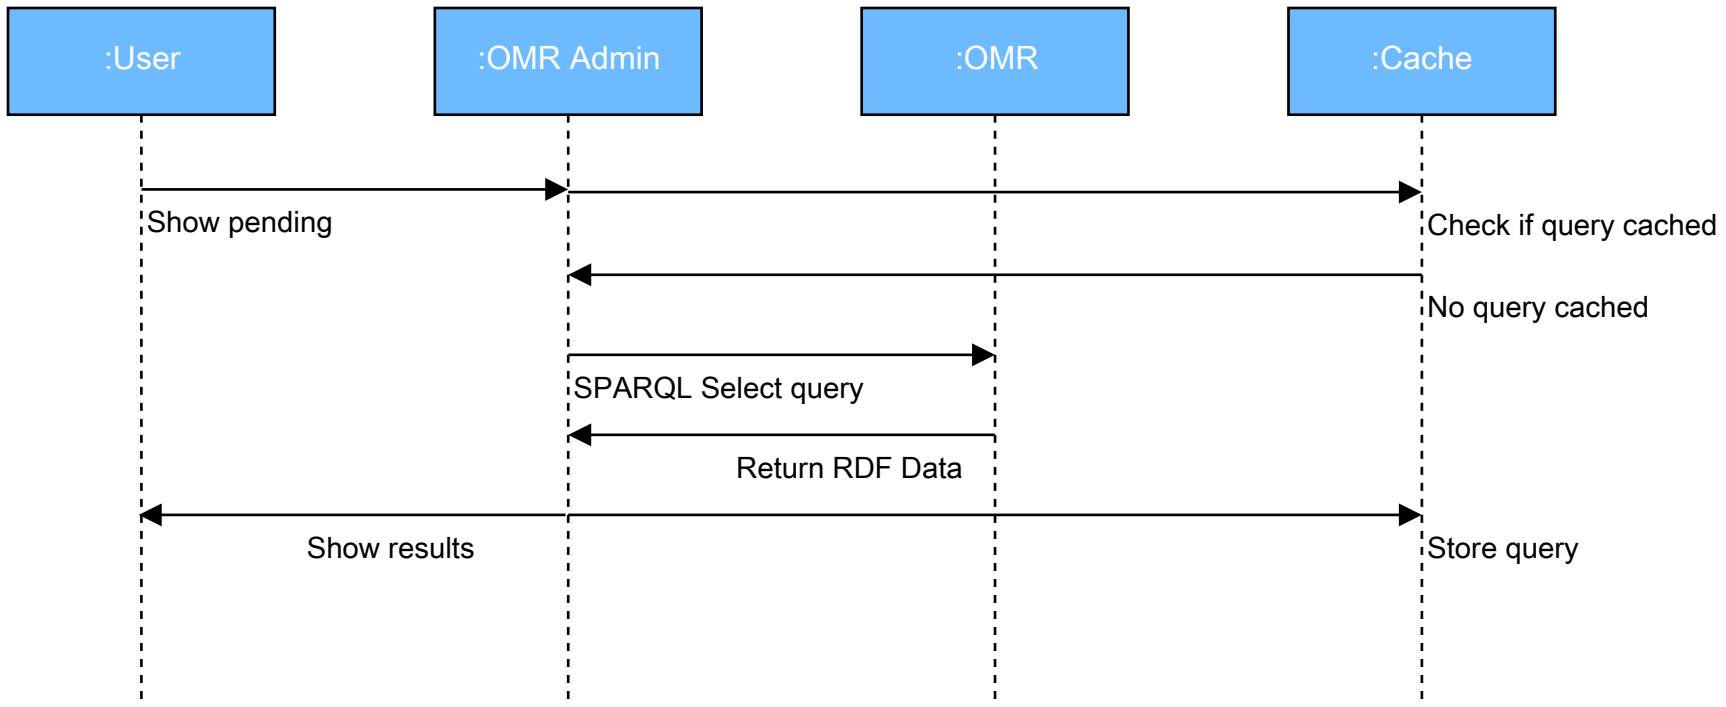 :User
:OMR Admin
:OMR
:Cache
Show pending
Check if query cached
No query cached
SPARQL Select query
Return RDF Data
Show results
Store query